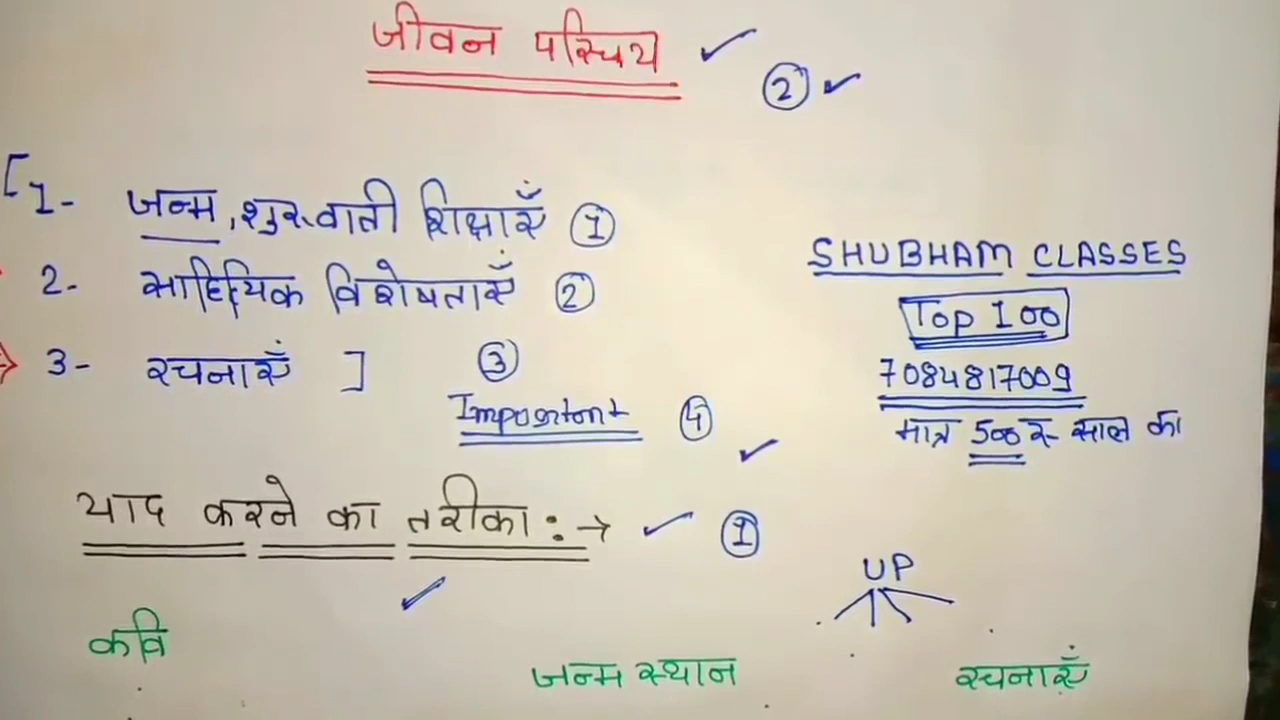 जीवन परिचय
②
[1- जन्म, शुरुवाती शिक्षाएँ ①
2- साहित्यिक विशेषताएँ ②
3- रचनाएँ ] ③
Important ④
SHUBHAM CLASSES
Top 100
7084817009
मात्र 500 रु- साल का
याद करने का तरीका :→ ①
UP
कवि
जन्म स्थान
रचनाएँ